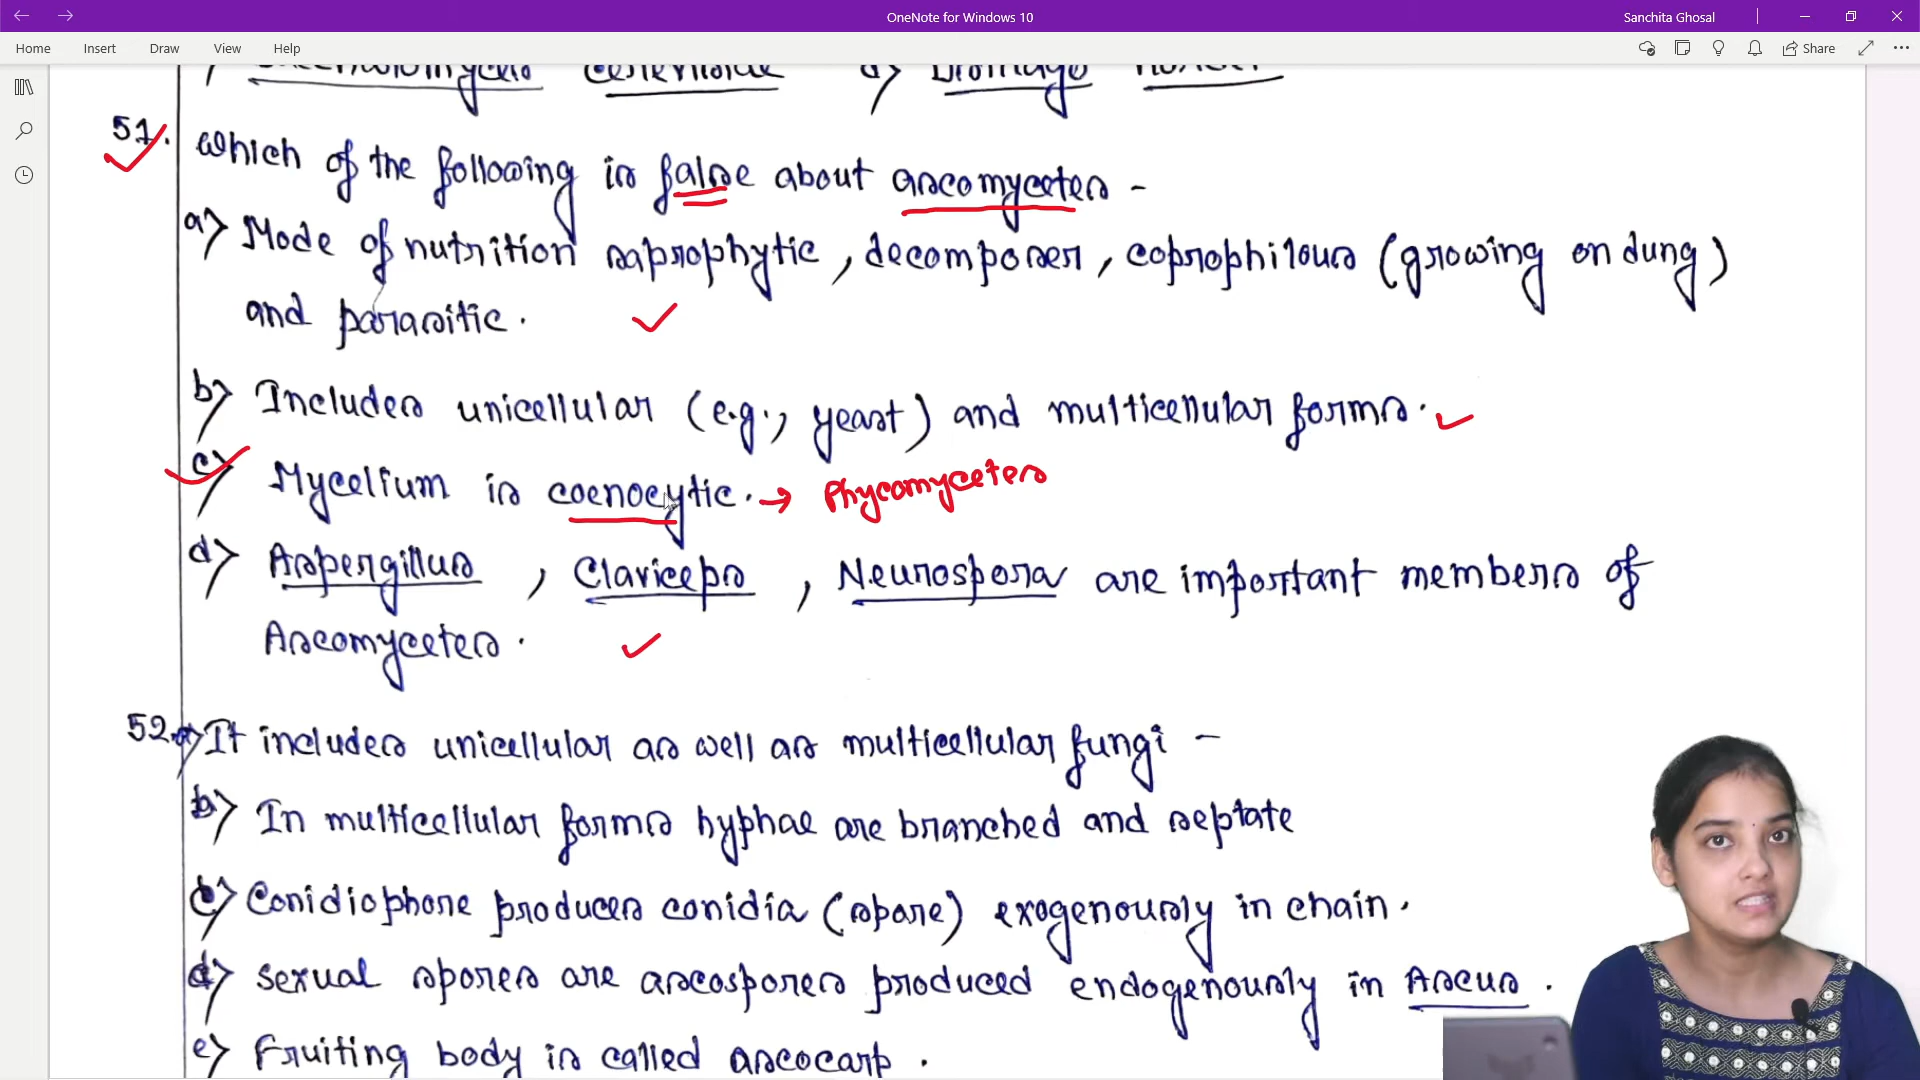 OneNote for Windows 10
Sanchita Ghosal
Home Insert Draw View Help
Share
51. Which of the following is false about ascomycetes -
a) Mode of nutrition saprophytic, decomposer, coprophilous (growing on dung)
and parasitic.
b) Includes unicellular (e.g., yeast) and multicellular forms.
c) Mycelium is coenocytic. → Phycomycetes
d) Aspergillus, Claviceps, Neurospora are important members of
Ascomycetes.
52. a) It includes unicellular as well as multicellular fungi -
b) In multicellular forms hyphae are branched and septate
c) Conidiophore produces conidia (spore) exogenously in chain.
d) Sexual spores are ascospores produced endogenously in Ascus.
e) Fruiting body is called ascocarp.